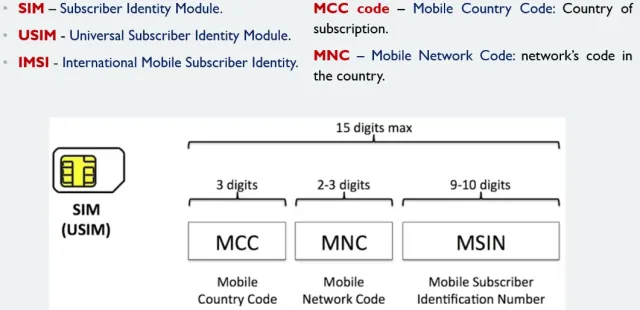 • SIM – Subscriber Identity Module.
• USIM - Universal Subscriber Identity Module.
• IMSI - International Mobile Subscriber Identity.
MCC code – Mobile Country Code: Country of
subscription.
MNC – Mobile Network Code: network's code in
the country.
15 digits max
3 digits 2-3 digits 9-10 digits
SIM
(USIM)
MCC MNC MSIN
Mobile Mobile Mobile Subscriber
Country Code Network Code Identification Number